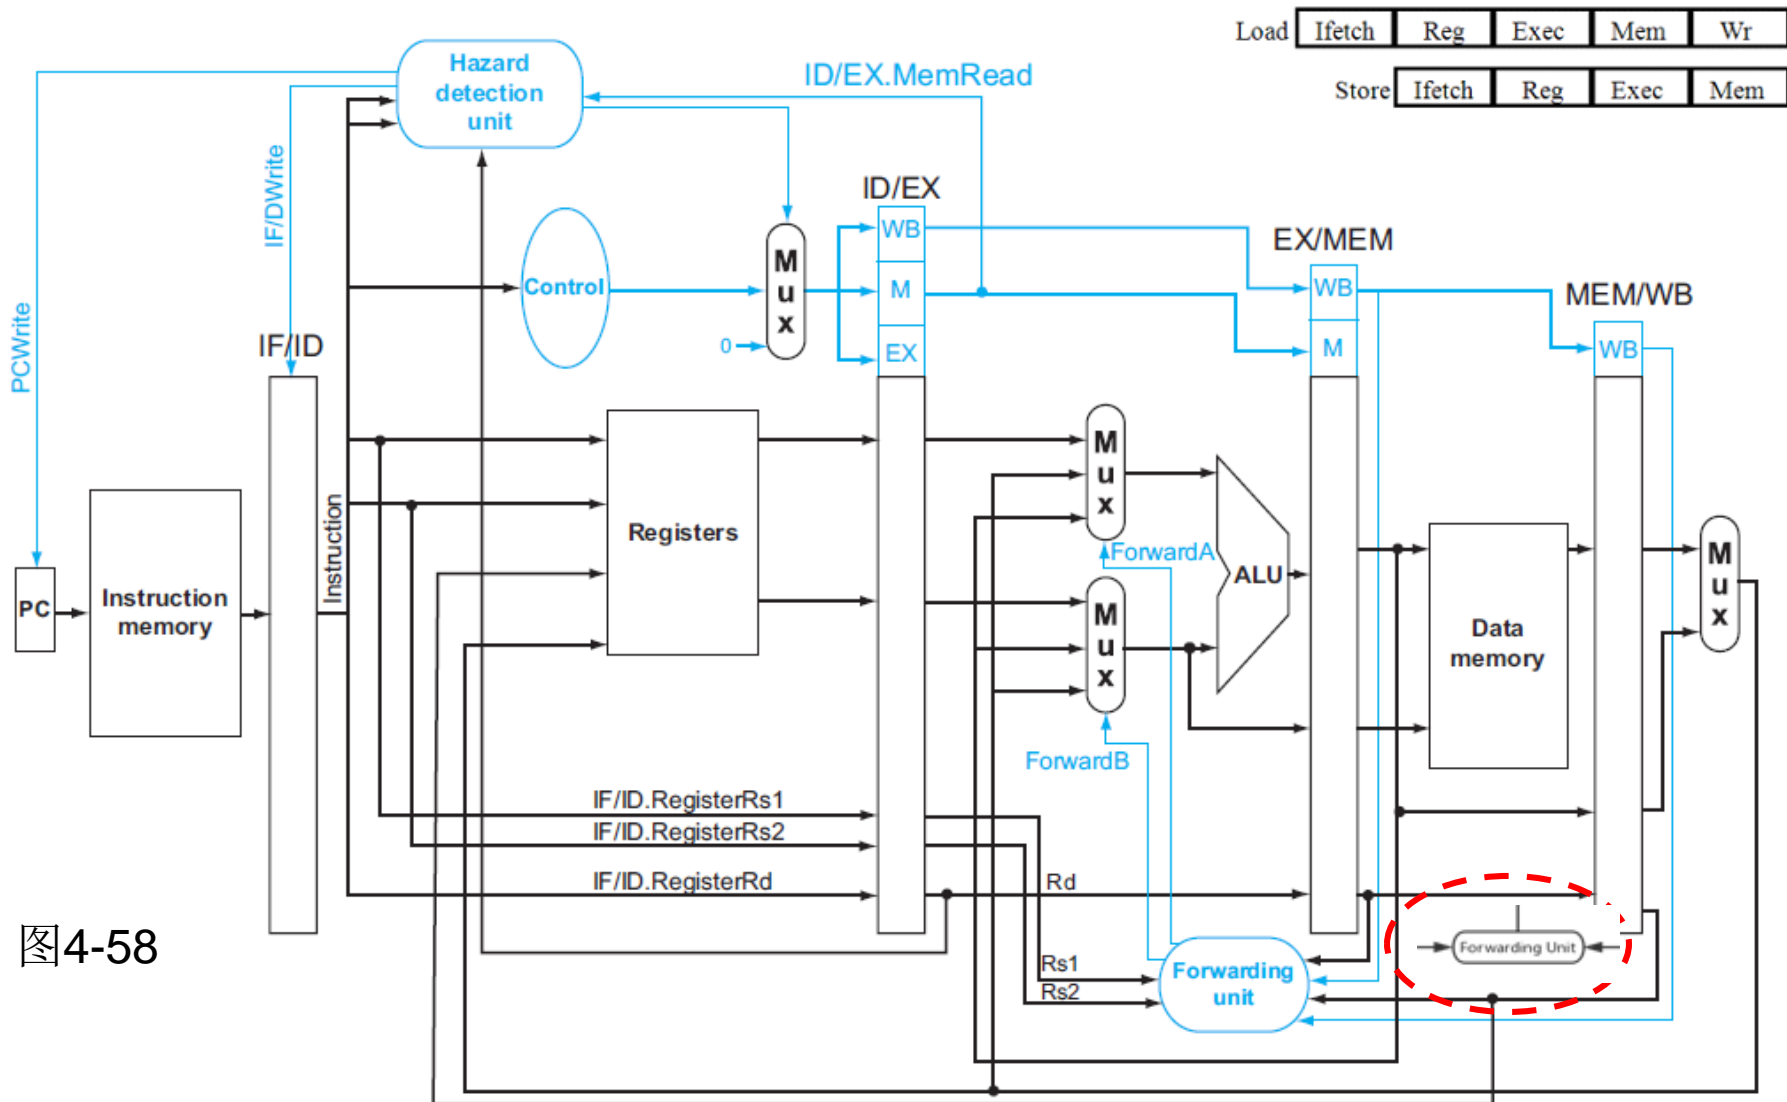 Load Ifetch Reg Exec Mem Wr
Store Ifetch Reg Exec Mem
Hazard
detection
unit
ID/EX.MemRead
IF/DWrite
PCWrite
ID/EX
WB
M
EX
Control
0
M
u
x
EX/MEM
WB
M
MEM/WB
WB
IF/ID
PC
Instruction
memory
Instruction
Registers
M
u
x
ForwardA
M
u
x
ForwardB
ALU
Data
memory
M
u
x
IF/ID.RegisterRs1
IF/ID.RegisterRs2
IF/ID.RegisterRd
Rd
Rs1
Rs2
Forwarding
unit
Forwarding Unit
图4-58